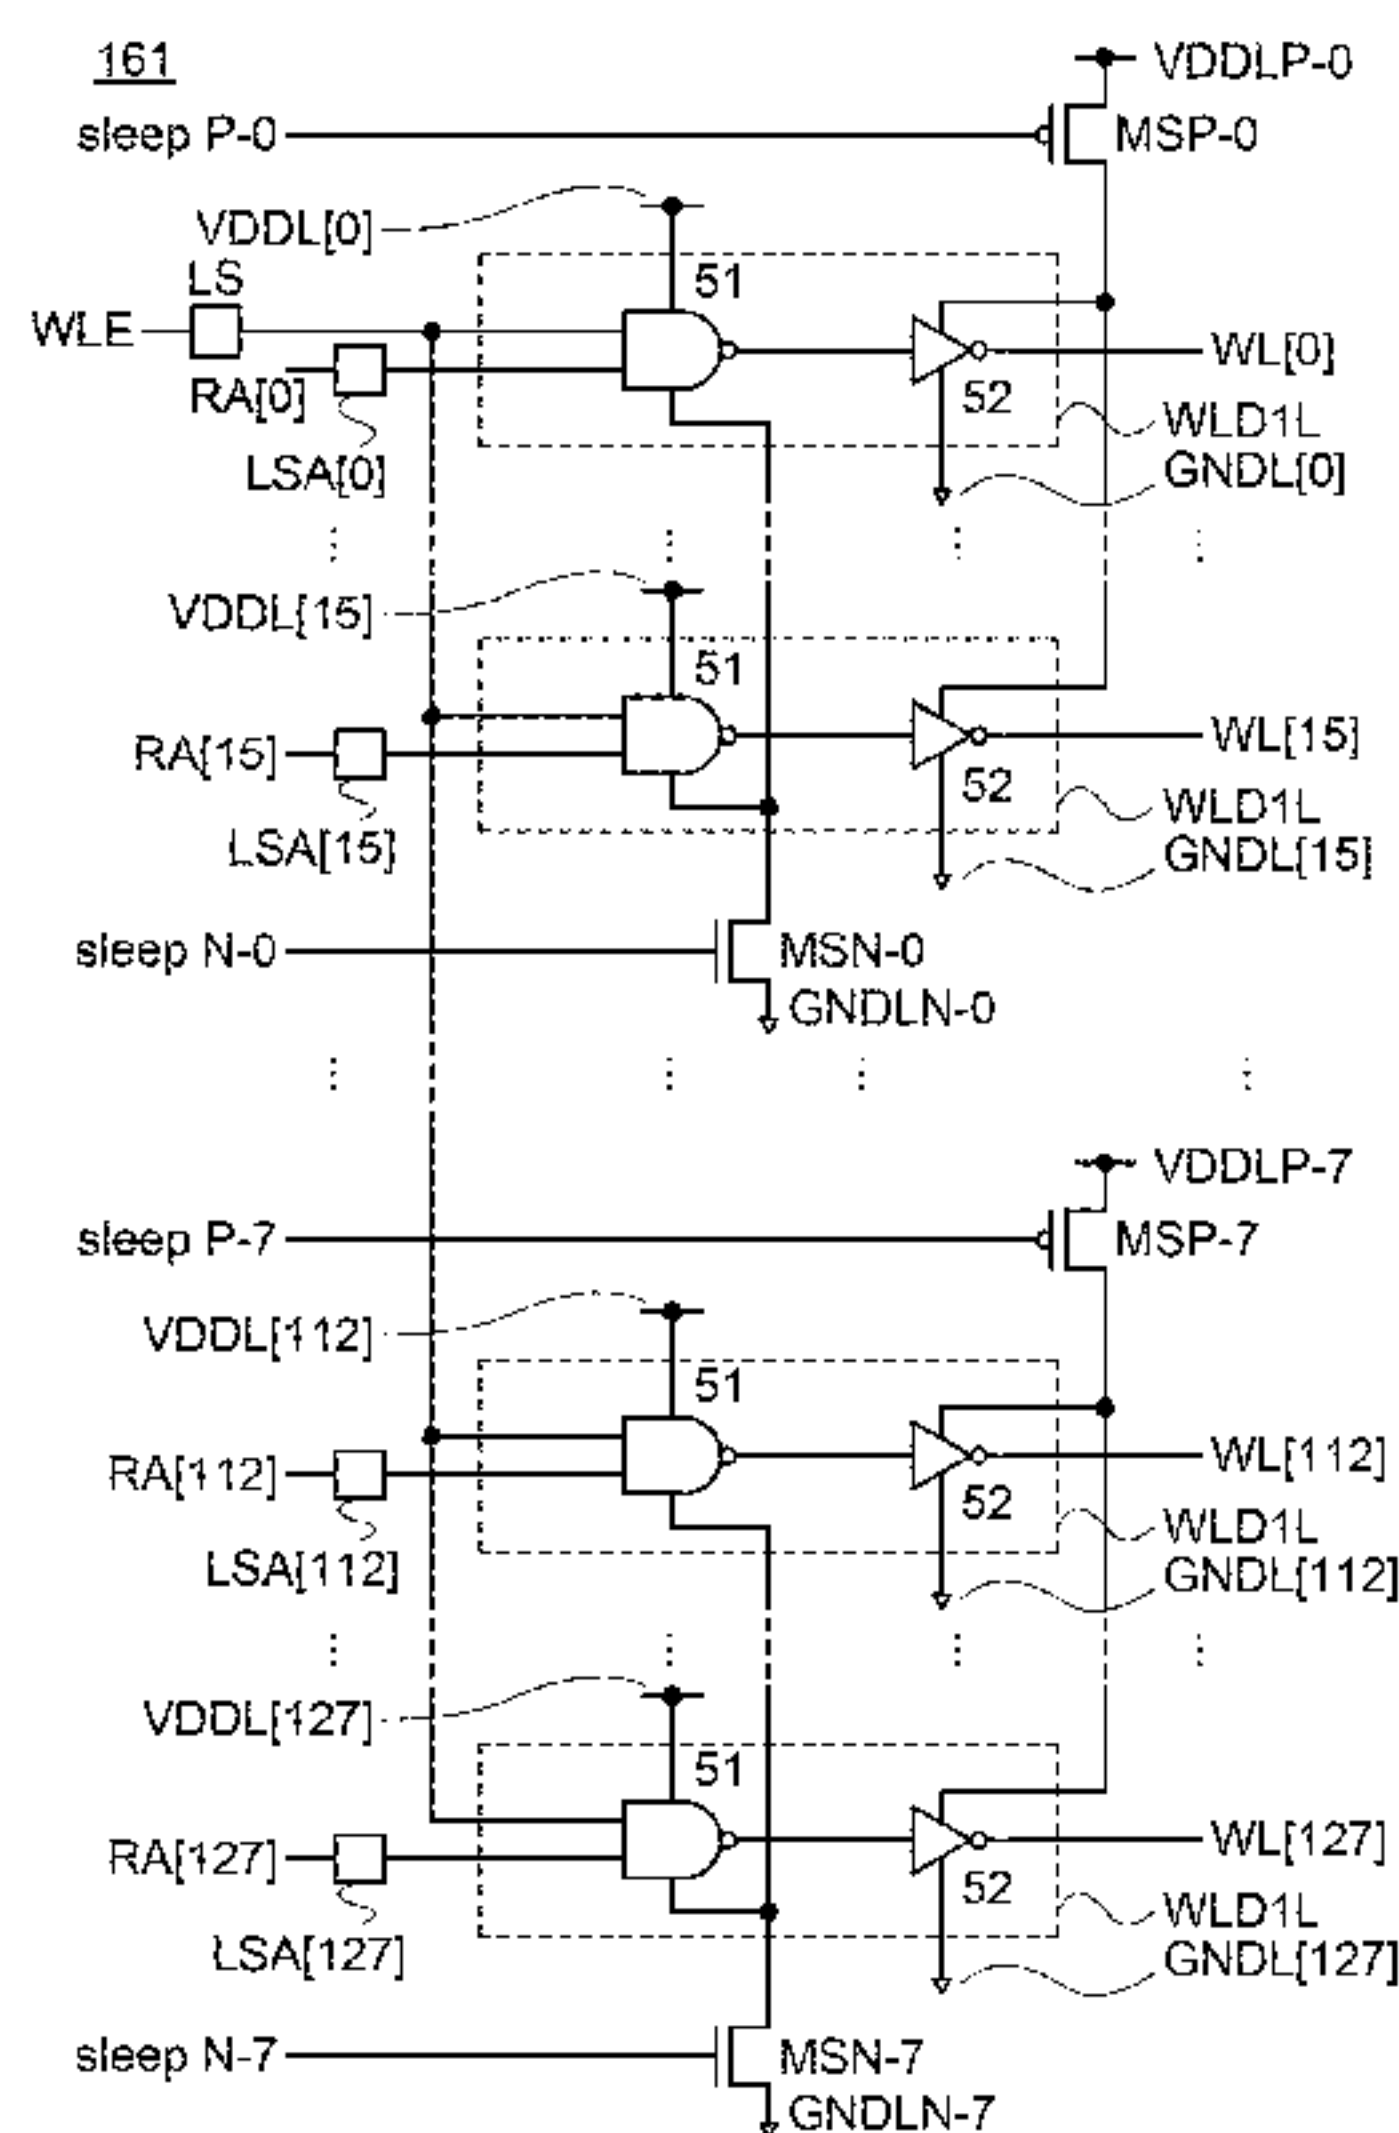 161
VDDLP-0
sleep P-0
MSP-0
VDDL[0]
51
LS
WLE
WL[0]
RA[0]
52
WLD1L
LSA[0]
GNDL[0]
VDDL[15]
51
RA[15]
WL[15]
52
WLD1L
LSA[15]
GNDL[15]
sleep N-0
MSN-0
GNDLN-0
VDDLP-7
sleep P-7
MSP-7
VDDL[112]
51
RA[112]
WL[112]
52
WLD1L
LSA[112]
GNDL[112]
VDDL[127]
51
RA[127]
WL[127]
52
WLD1L
LSA[127]
GNDL[127]
sleep N-7
MSN-7
GNDLN-7